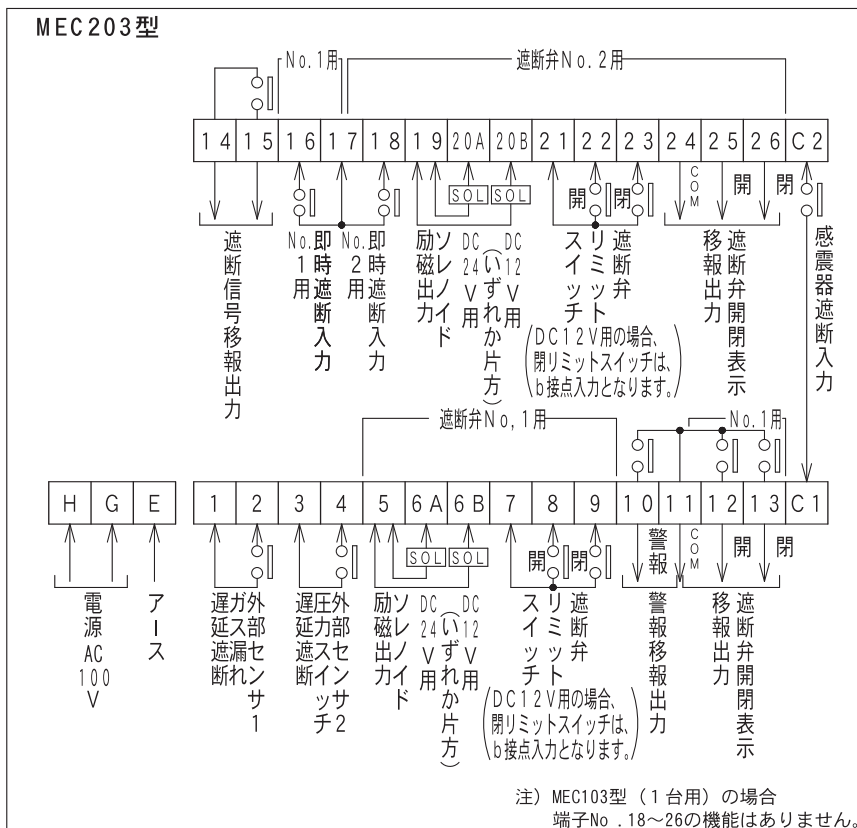 MEC203型
No.1用
遮断弁No.2用
14 15 16 17 18 19 20A 20B 21 22 23 24 25 26 C2
SOL SOL
開 閉
COM 開 閉
遮断信号移報出力
No.1用
即時遮断入力
No.2用
即時遮断入力
ソレノイド
励磁出力
DC24V用
DC12V用
(いずれか片方)
遮断弁
リミット
スイッチ
(DC12V用の場合、
閉リミットスイッチは、
b接点入力となります。)
遮断弁開閉表示
移報出力
感震器遮断入力
遮断弁No,1用
No.1用
H G E
1 2 3 4 5 6A 6B 7 8 9 10 11 12 13 C1
SOL SOL
開 閉
警報
COM 開 閉
電源AC100V
アース
外部センサ1
ガス漏れ
遅延遮断
外部センサ2
圧力スイッチ
遅延遮断
ソレノイド
励磁出力
DC24V用
DC12V用
(いずれか片方)
遮断弁
リミット
スイッチ
(DC12V用の場合、
閉リミットスイッチは、
b接点入力となります。)
警報移報出力
遮断弁開閉表示
移報出力
注) MEC103型(1台用)の場合
端子No.18~26の機能はありません。